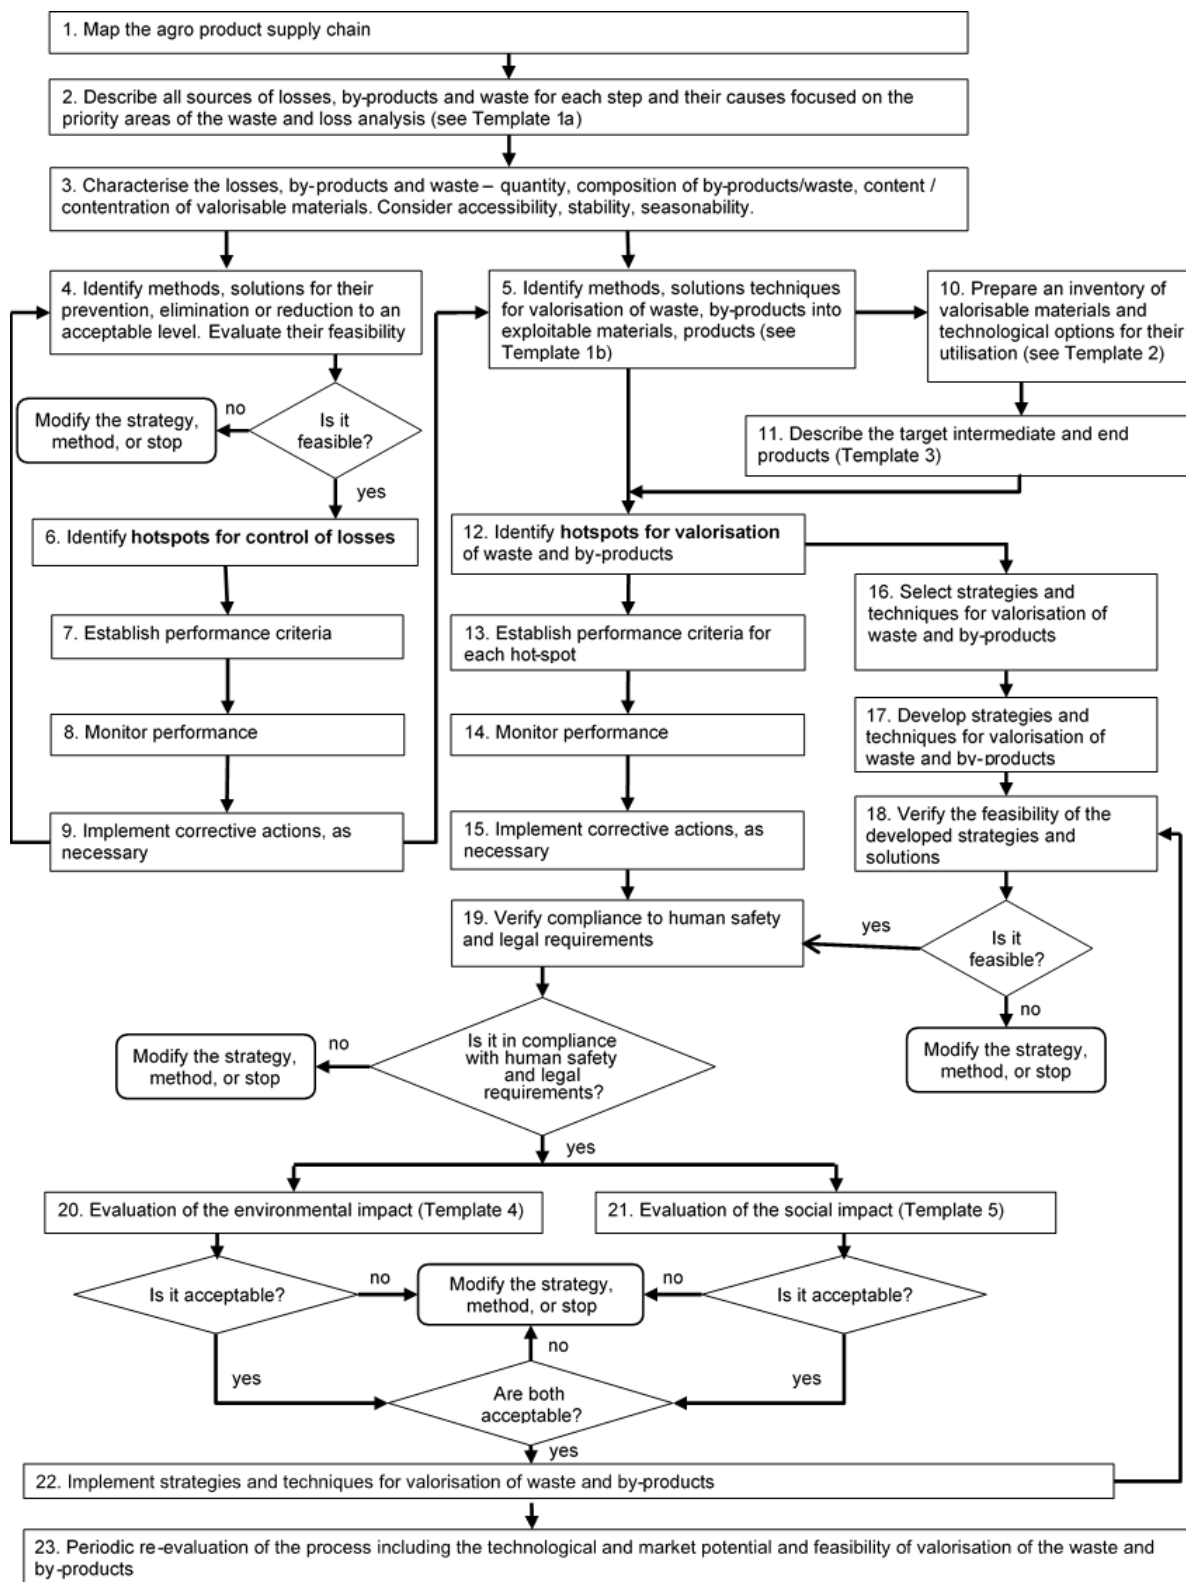 1. Map the agro product supply chain
2. Describe all sources of losses, by-products and waste for each step and their causes focused on the
priority areas of the waste and loss analysis (see Template 1a)
3. Characterise the losses, by-products and waste – quantity, composition of by-products/waste, content /
contentration of valorisable materials. Consider accessibility, stability, seasonability.
4. Identify methods, solutions for their
prevention, elimination or reduction to an
acceptable level. Evaluate their feasibility
5. Identify methods, solutions techniques
for valorisation of waste, by-products into
exploitable materials, products (see
Template 1b)
10. Prepare an inventory of
valorisable materials and
technological options for their
utilisation (see Template 2)
Modify the strategy,
method, or stop
no
Is it
feasible?
yes
11. Describe the target intermediate and end
products (Template 3)
6. Identify hotspots for control of losses
12. Identify hotspots for valorisation
of waste and by-products
16. Select strategies and
techniques for valorisation of
waste and by-products
7. Establish performance criteria
13. Establish performance criteria for
each hot-spot
8. Monitor performance
14. Monitor performance
17. Develop strategies and
techniques for valorisation of
waste and by-products
9. Implement corrective actions, as
necessary
15. Implement corrective actions, as
necessary
18. Verify the feasibility of the
developed strategies and
solutions
19. Verify compliance to human safety
and legal requirements
yes
Is it
feasible?
no
Modify the strategy,
method, or stop
no
Is it in compliance
with human safety
and legal
requirements?
Modify the strategy,
method, or stop
yes
20. Evaluation of the environmental impact (Template 4)
21. Evaluation of the social impact (Template 5)
Is it acceptable?
no
Modify the strategy,
method, or stop
no
Is it acceptable?
yes
no
yes
Are both
acceptable?
yes
22. Implement strategies and techniques for valorisation of waste and by-products
23. Periodic re-evaluation of the process including the technological and market potential and feasibility of valorisation of the waste and
by-products